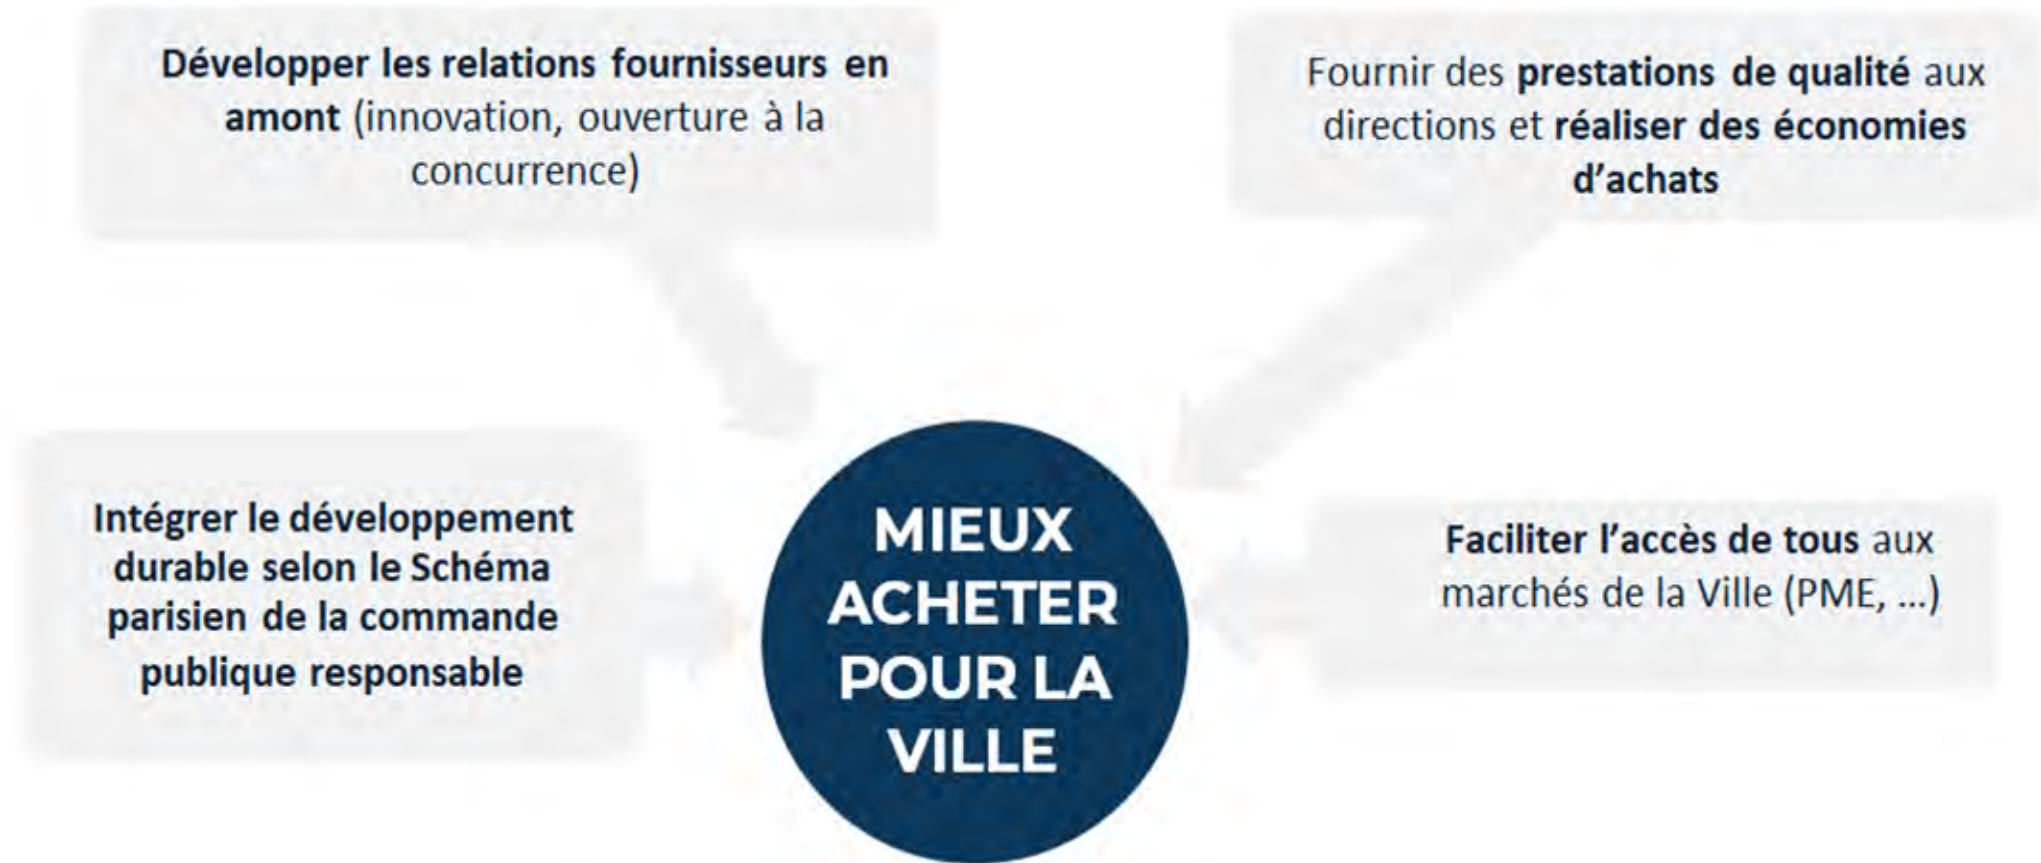 Développer les relations fournisseurs en
amont (innovation, ouverture à la
concurrence)
Fournir des prestations de qualité aux
directions et réaliser des économies
d’achats
Intégrer le développement
durable selon le Schéma
parisien de la commande
publique responsable
MIEUX
ACHETER
POUR LA
VILLE
Faciliter l’accès de tous aux
marchés de la Ville (PME, ...)